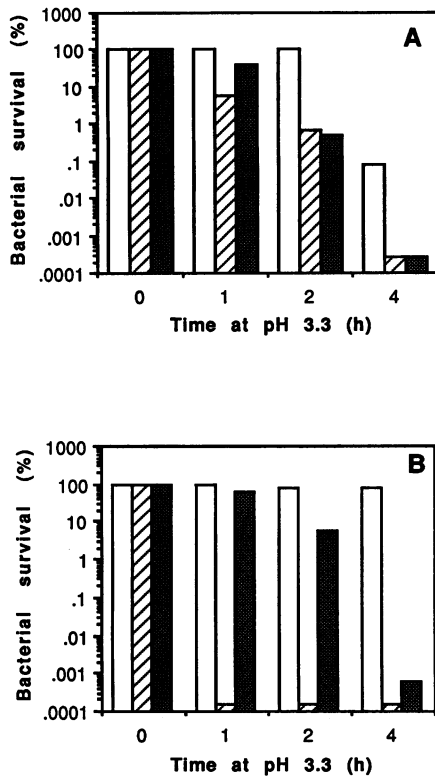 A
Bacterial survival (%)
1000
100
10
1
.1
.01
.001
.0001
0 1 2 4
Time at pH 3.3 (h)
B
Bacterial survival (%)
1000
100
10
1
.1
.01
.001
.0001
0 1 2 4
Time at pH 3.3 (h)